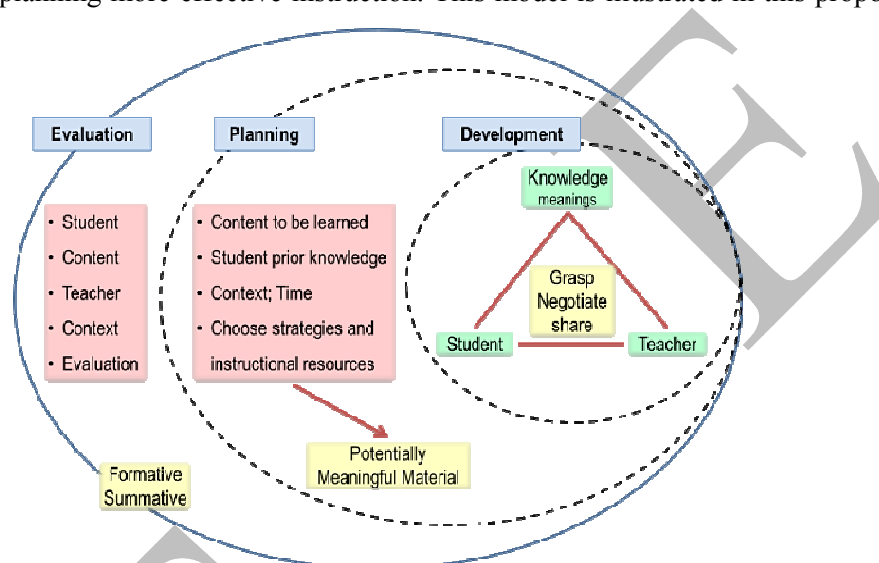 planning more effective instruction. This model is illustrated in this propo
Evaluation
Planning
Development
Knowledge
meanings
• Student
• Content
• Teacher
• Context
• Evaluation
• Content to be learned
• Student prior knowledge
• Context; Time
• Choose strategies and
instructional resources
Grasp
Negotiate
share
Student
Teacher
Potentially
Meaningful Material
Formative
Summative
E